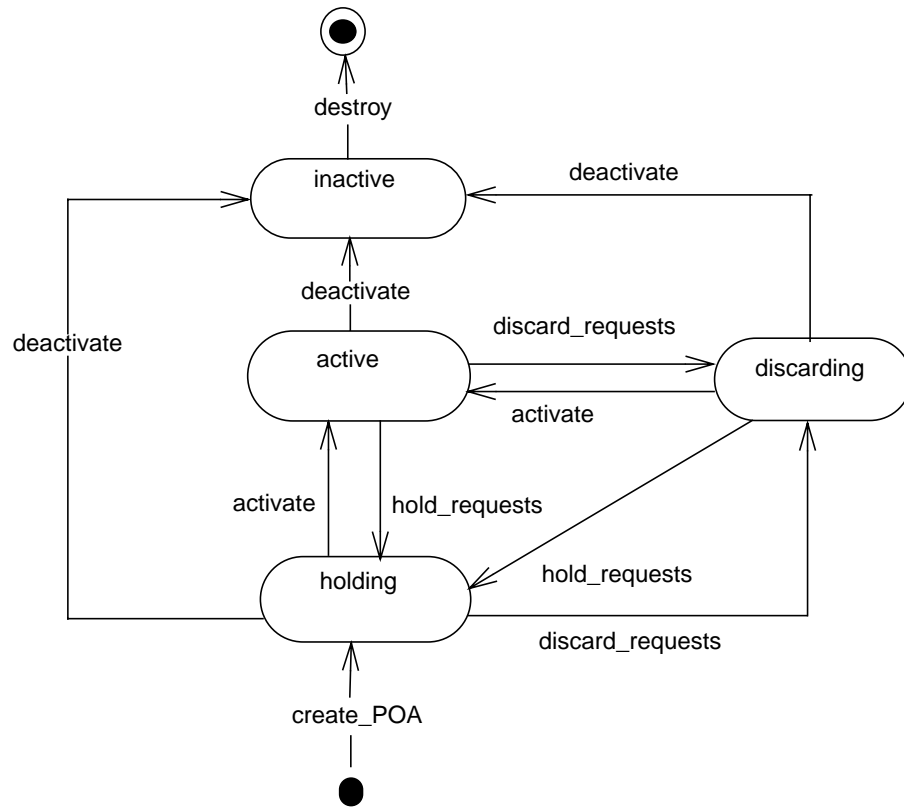 destroy
inactive
deactivate
deactivate
discard_requests
deactivate
active
discarding
activate
activate
hold_requests
holding
hold_requests
discard_requests
create_POA